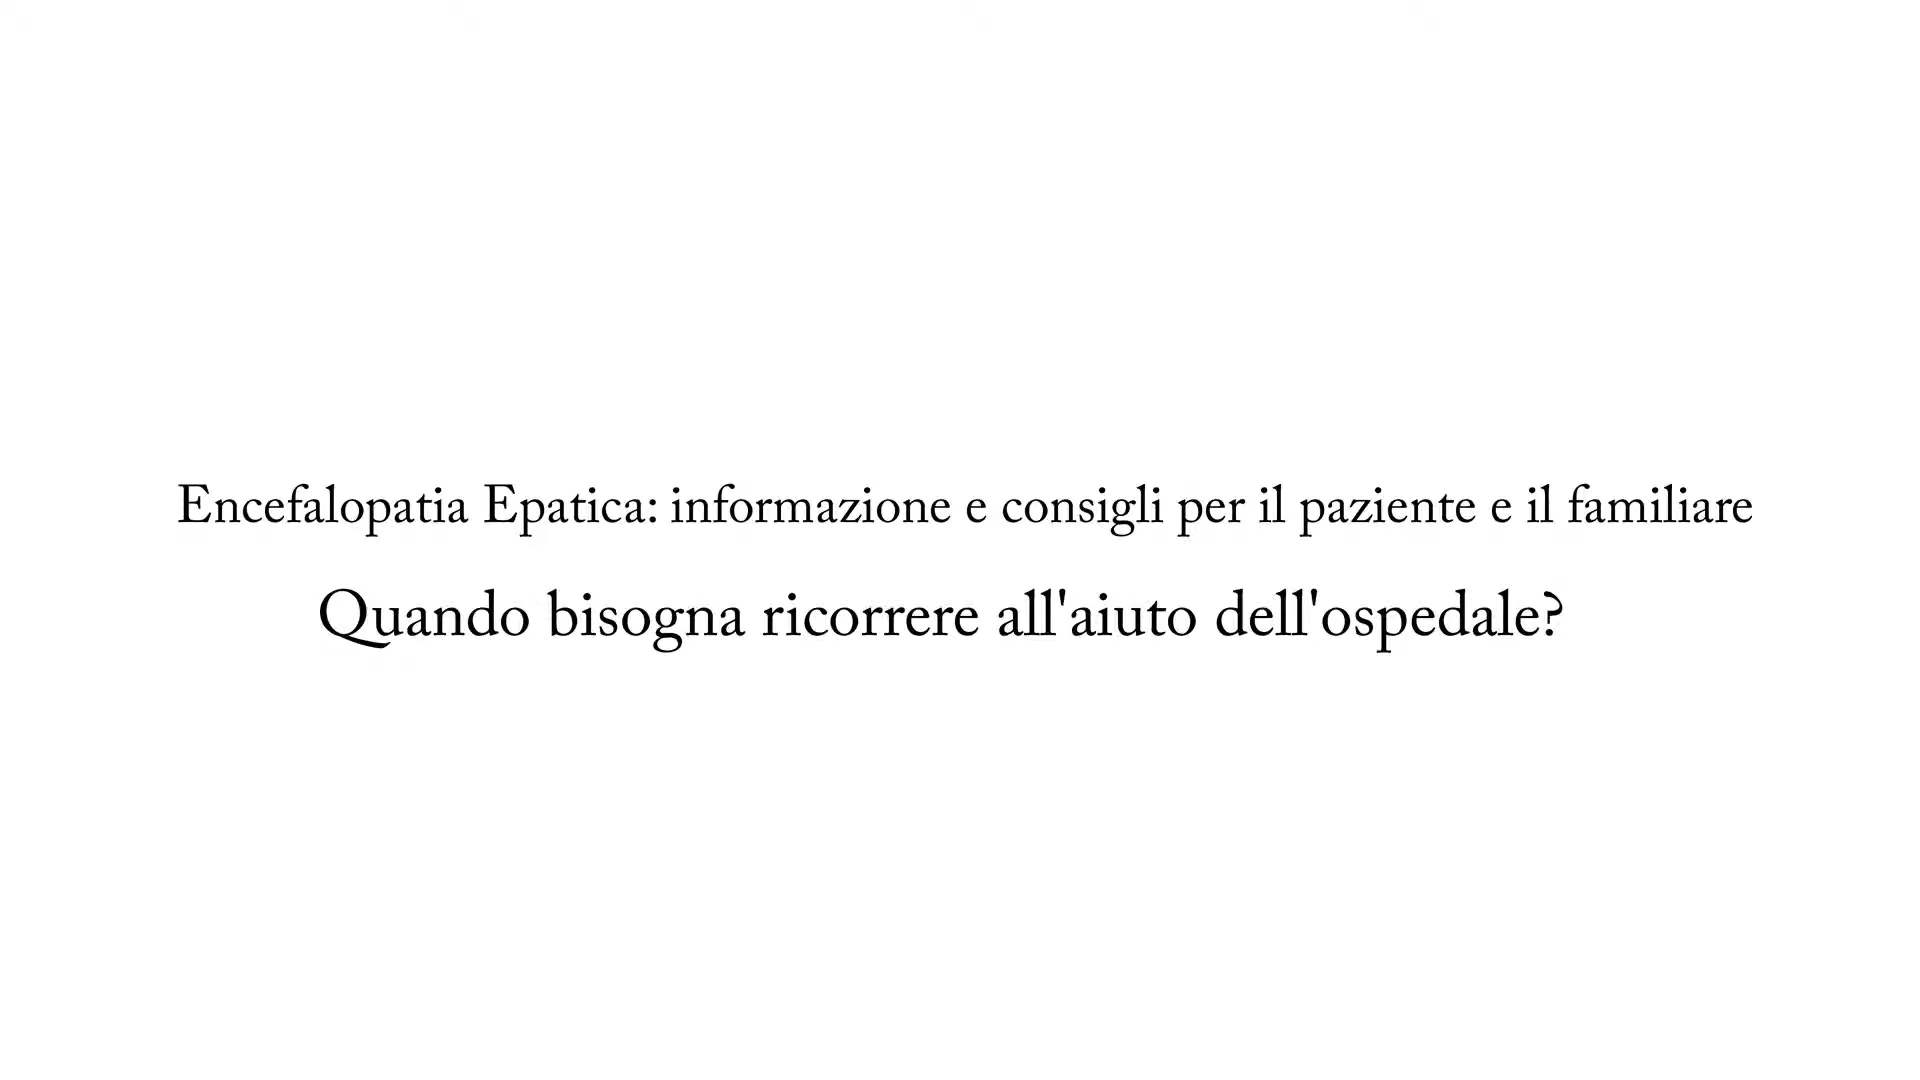 Encefalopatia Epatica: informazione e consigli per il paziente e il familiare
Quando bisogna ricorrere all'aiuto dell'ospedale?